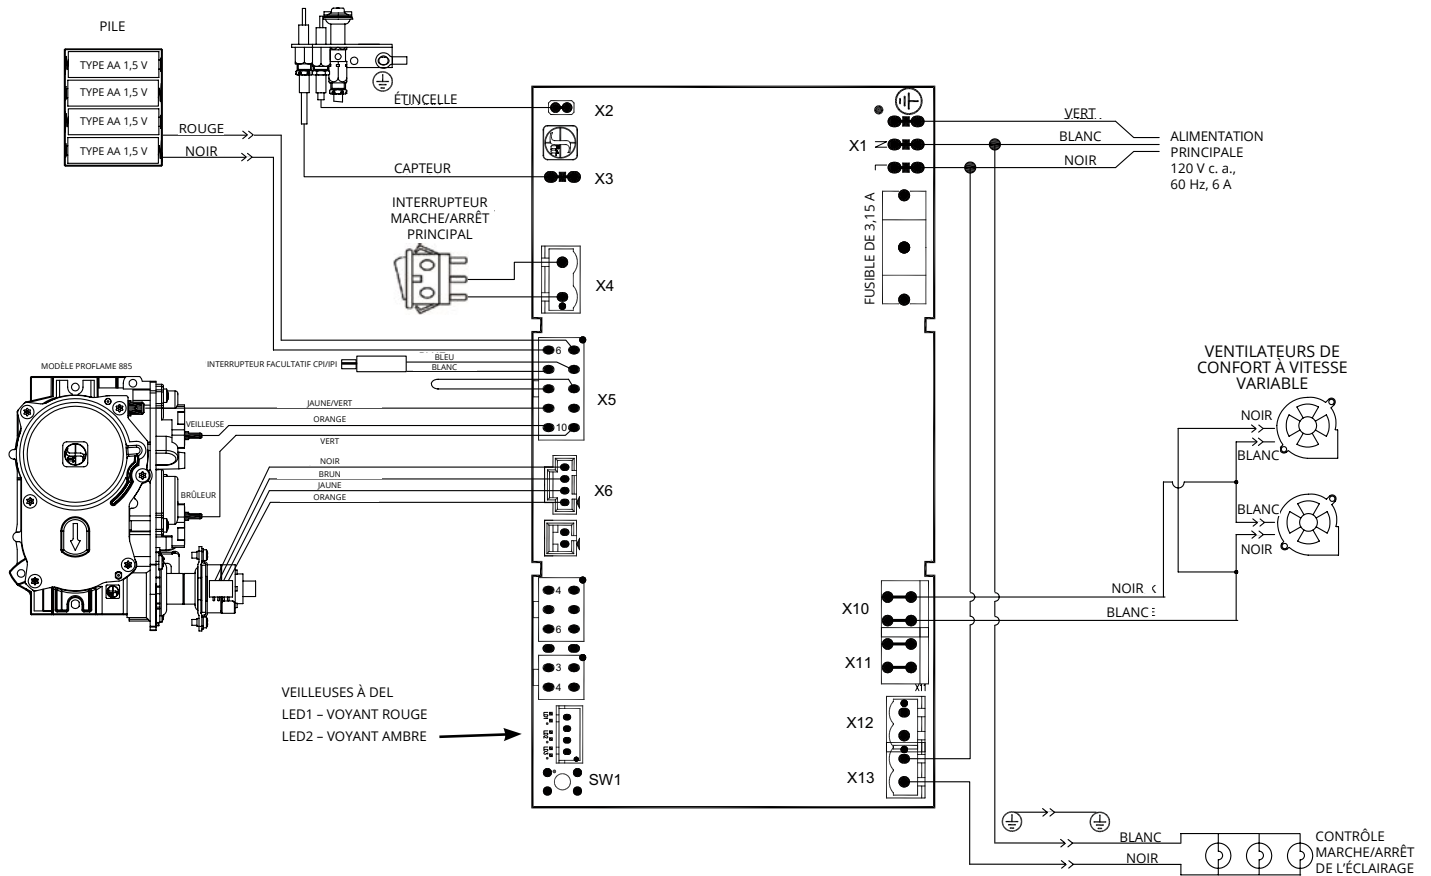 PILE
TYPE AA 1,5 V
TYPE AA 1,5 V
TYPE AA 1,5 V
TYPE AA 1,5 V
ROUGE
NOIR
ÉTINCELLE
CAPTEUR
X2
X3
INTERRUPTEUR
MARCHE/ARRÊT
PRINCIPAL
X4
VERT
BLANC
NOIR
X1
N
L
ALIMENTATION
PRINCIPALE
120 V c. a.,
60 Hz, 6 A
FUSIBLE DE 3,15 A
MODÈLE PROFLAME 885
INTERRUPTEUR FACULTATIF CPI/IPI
BLEU
BLANC
6
X5
10
JAUNE/VERT
ORANGE
VEILLEUSE
VERT
NOIR
BRUN
JAUNE
ORANGE
X6
BRÛLEUR
VENTILATEURS DE
CONFORT À VITESSE
VARIABLE
NOIR
BLANC
BLANC
NOIR
4
6
3
4
X10
NOIR
BLANC
X11
X11
X12
X13
VEILLEUSES À DEL
LED1 – VOYANT ROUGE
LED2 – VOYANT AMBRE
SW1
BLANC
NOIR
CONTRÔLE
MARCHE/ARRÊT
DE L'ÉCLAIRAGE